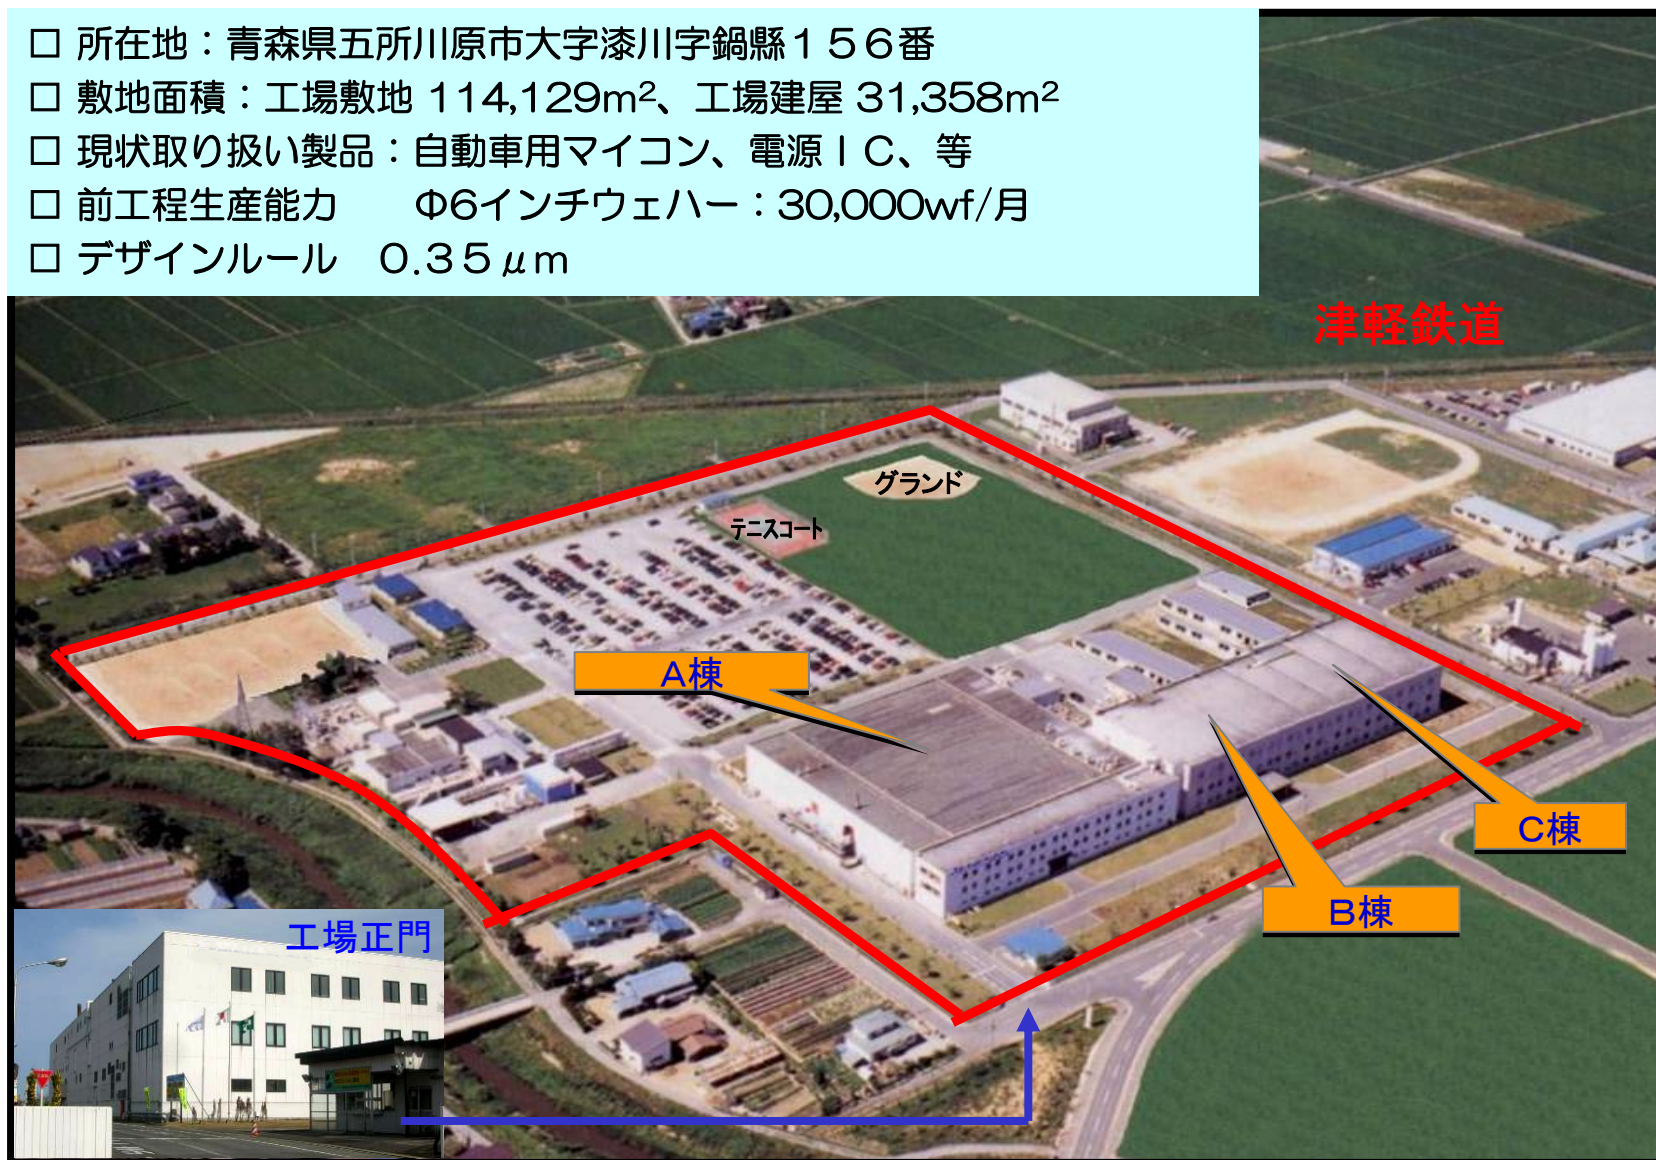 □ 所在地：青森県五所川原市大字漆川字鍋縣１５６番
□ 敷地面積：工場敷地 114,129m²、工場建屋 31,358m²
□ 現状取り扱い製品：自動車用マイコン、電源ＩＣ、等
□ 前工程生産能力　　Φ6インチウェハー：30,000wf/月
□ デザインルール　０.３５μm
津軽鉄道
グランド
テニスコート
A棟
C棟
B棟
工場正門